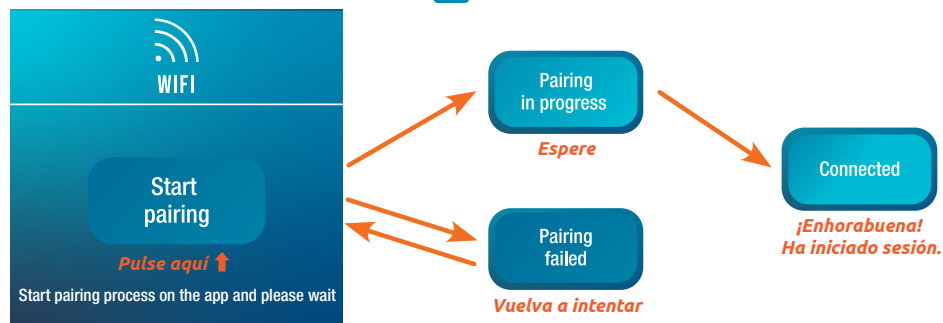 WIFI
Start
pairing
Pulse aquí
Start pairing process on the app and please wait
Pairing
in progress
Espere
Pairing
failed
Vuelva a intentar
Connected
¡Enhorabuena!
Ha iniciado sesión.